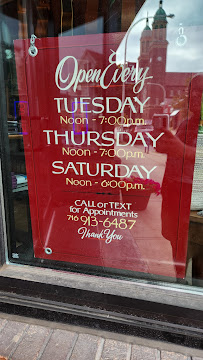 Open Every
TUESDAY
Noon - 7:00p.m.
THURSDAY
Noon - 7:00p.m.
SATURDAY
Noon - 6:00p.m.
CALL or TEXT
for Appointments
716 913-6487
Thank You